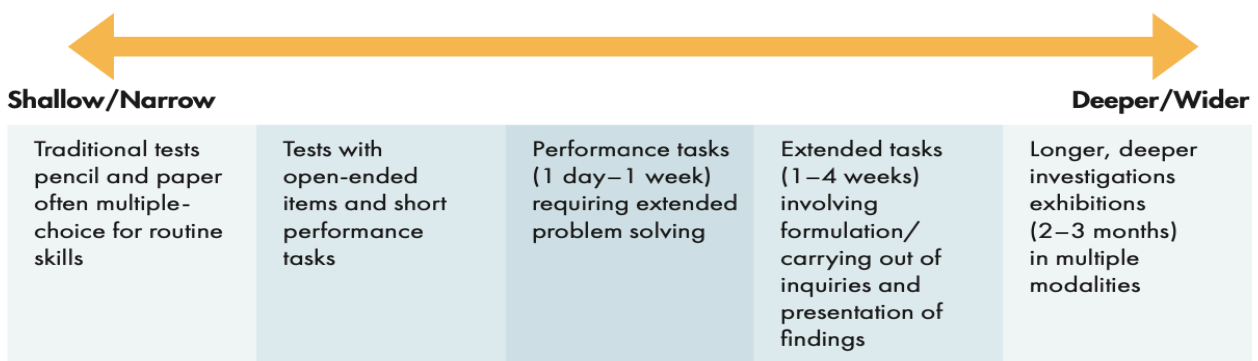 Shallow/Narrow
Deeper/Wider
Traditional tests
pencil and paper
often multiple-
choice for routine
skills
Tests with
open-ended
items and short
performance
tasks
Performance tasks
(1 day–1 week)
requiring extended
problem solving
Extended tasks
(1–4 weeks)
involving
formulation/
carrying out of
inquiries and
presentation of
findings
Longer, deeper
investigations
exhibitions
(2–3 months)
in multiple
modalities